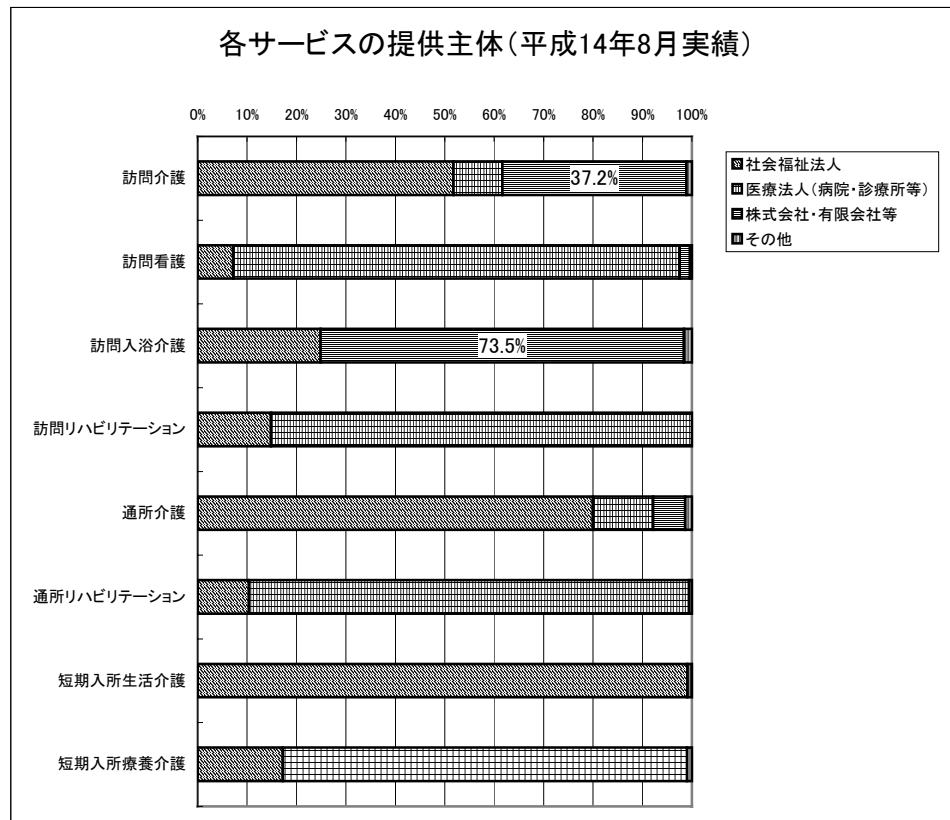 各サービスの提供主体（平成14年8月実績）
0% 10% 20% 30% 40% 50% 60% 70% 80% 90% 100%
訪問介護
37.2%
訪問看護
訪問入浴介護
73.5%
訪問リハビリテーション
通所介護
通所リハビリテーション
短期入所生活介護
短期入所療養介護
社会福祉法人
医療法人（病院・診療所等）
株式会社・有限会社等
その他